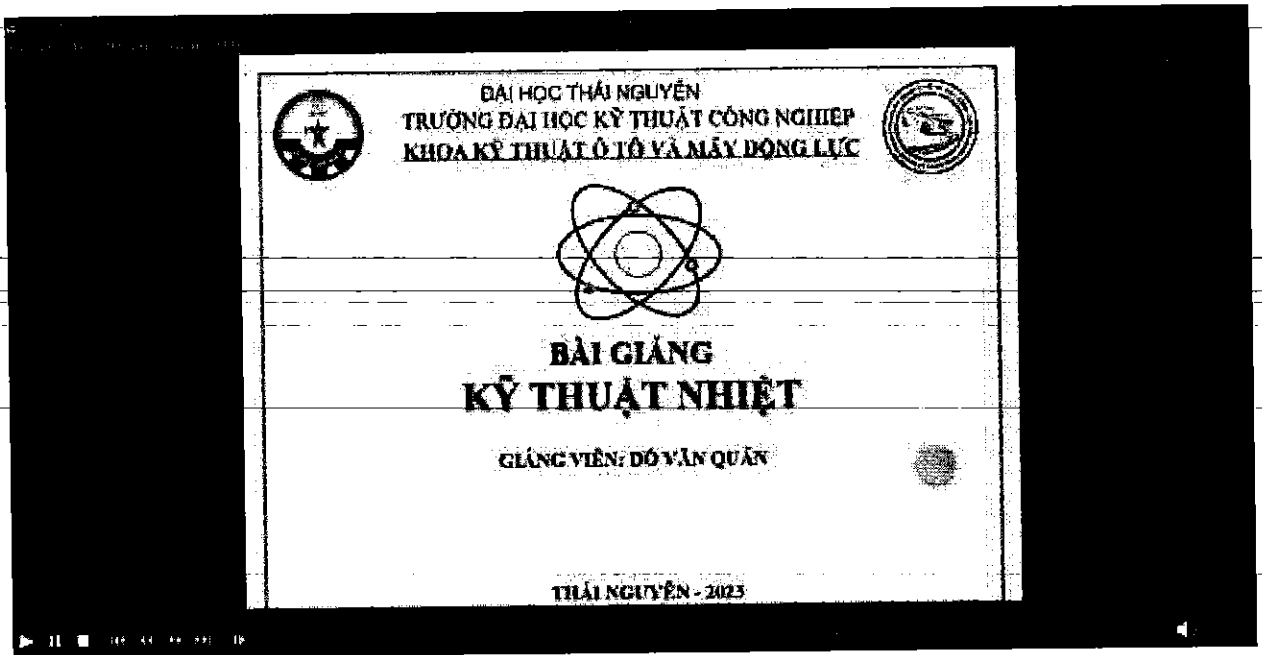 ĐẠI HỌC THÁI NGUYÊN
TRƯỜNG ĐẠI HỌC KỸ THUẬT CÔNG NGHIỆP
KHOA KỸ THUẬT Ô TÔ VÀ MÁY ĐỘNG LỰC
BÀI GIẢNG
KỸ THUẬT NHIỆT
GIẢNG VIÊN: ĐỖ VĂN QUÂN
THÁI NGUYÊN - 2023